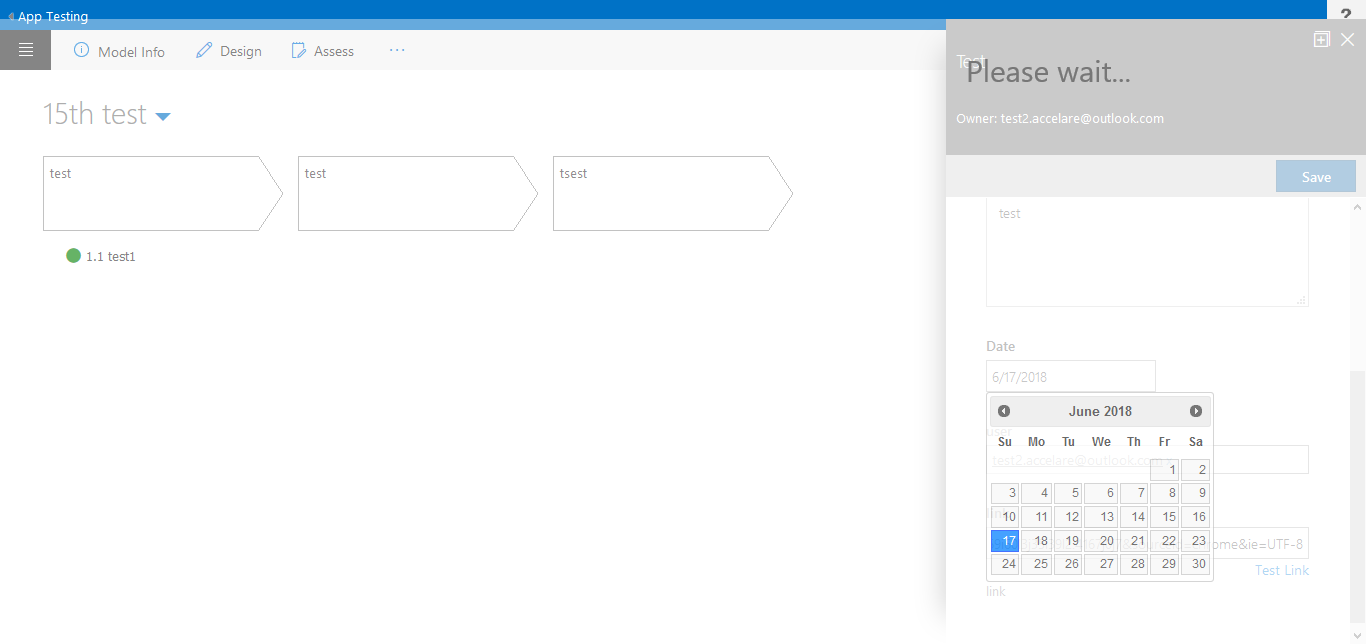 App Testing
?
Model Info
Design
Assess
...
15th test
test
test
tsest
1.1 test1
Test
Please wait...
Owner: test2.accelare@outlook.com
Save
test
Date
6/17/2018
June 2018
user
Su Mo Tu We Th Fr Sa
test2.accelare@outlook.com x
1 2
3 4 5 6 7 8 9
10 11 12 13 14 15 16
17 18 19 20 21 22 23
ome&ie=UTF-8
24 25 26 27 28 29 30
Test Link
link